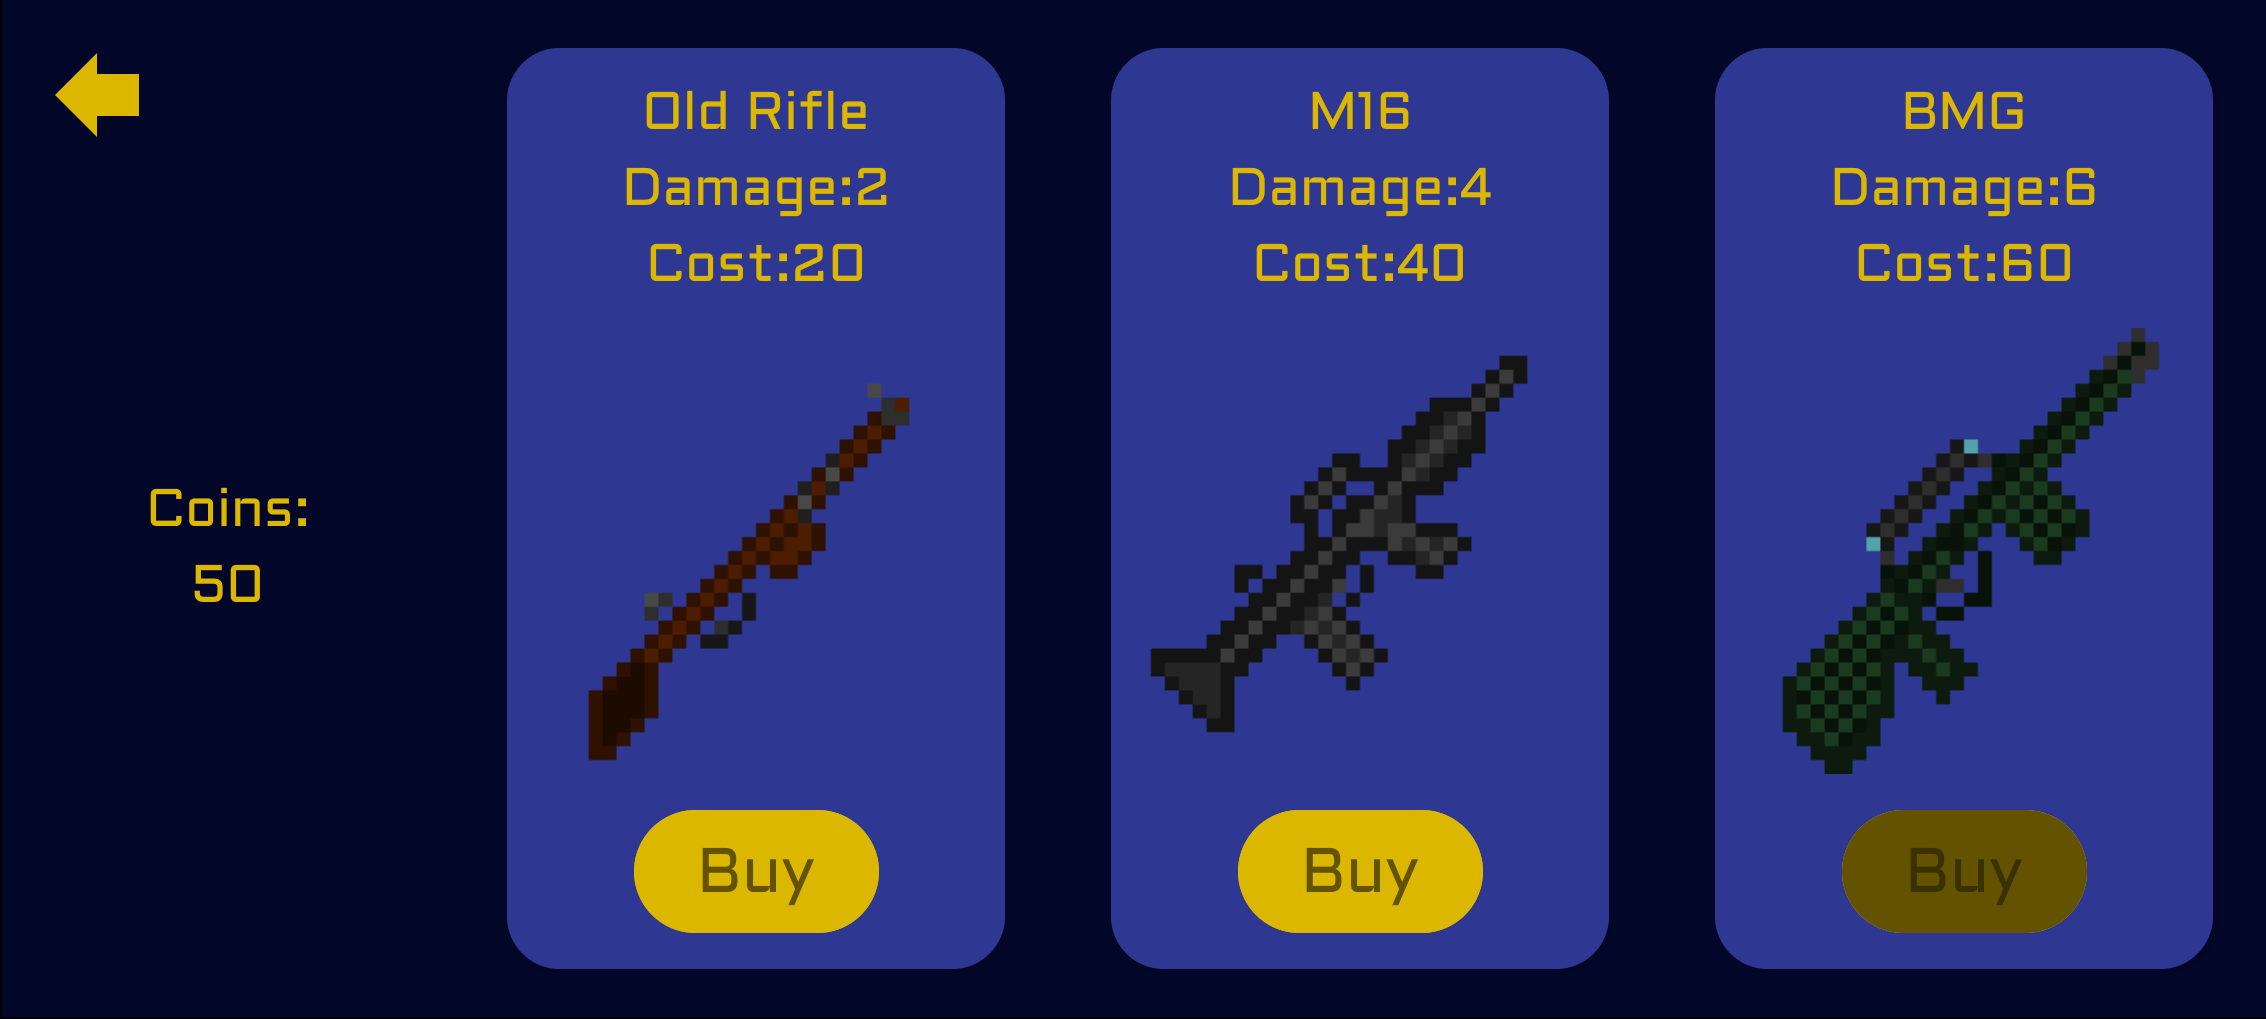 Coins:
50
Old Rifle
Damage:2
Cost:20
Buy
M16
Damage:4
Cost:40
Buy
BMG
Damage:6
Cost:60
Buy